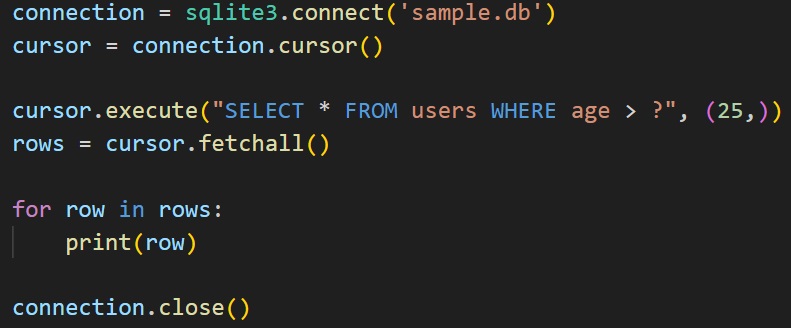 connection = sqlite3.connect('sample.db')
cursor = connection.cursor()

cursor.execute("SELECT * FROM users WHERE age > ?", (25,))
rows = cursor.fetchall()

for row in rows:
    print(row)

connection.close()